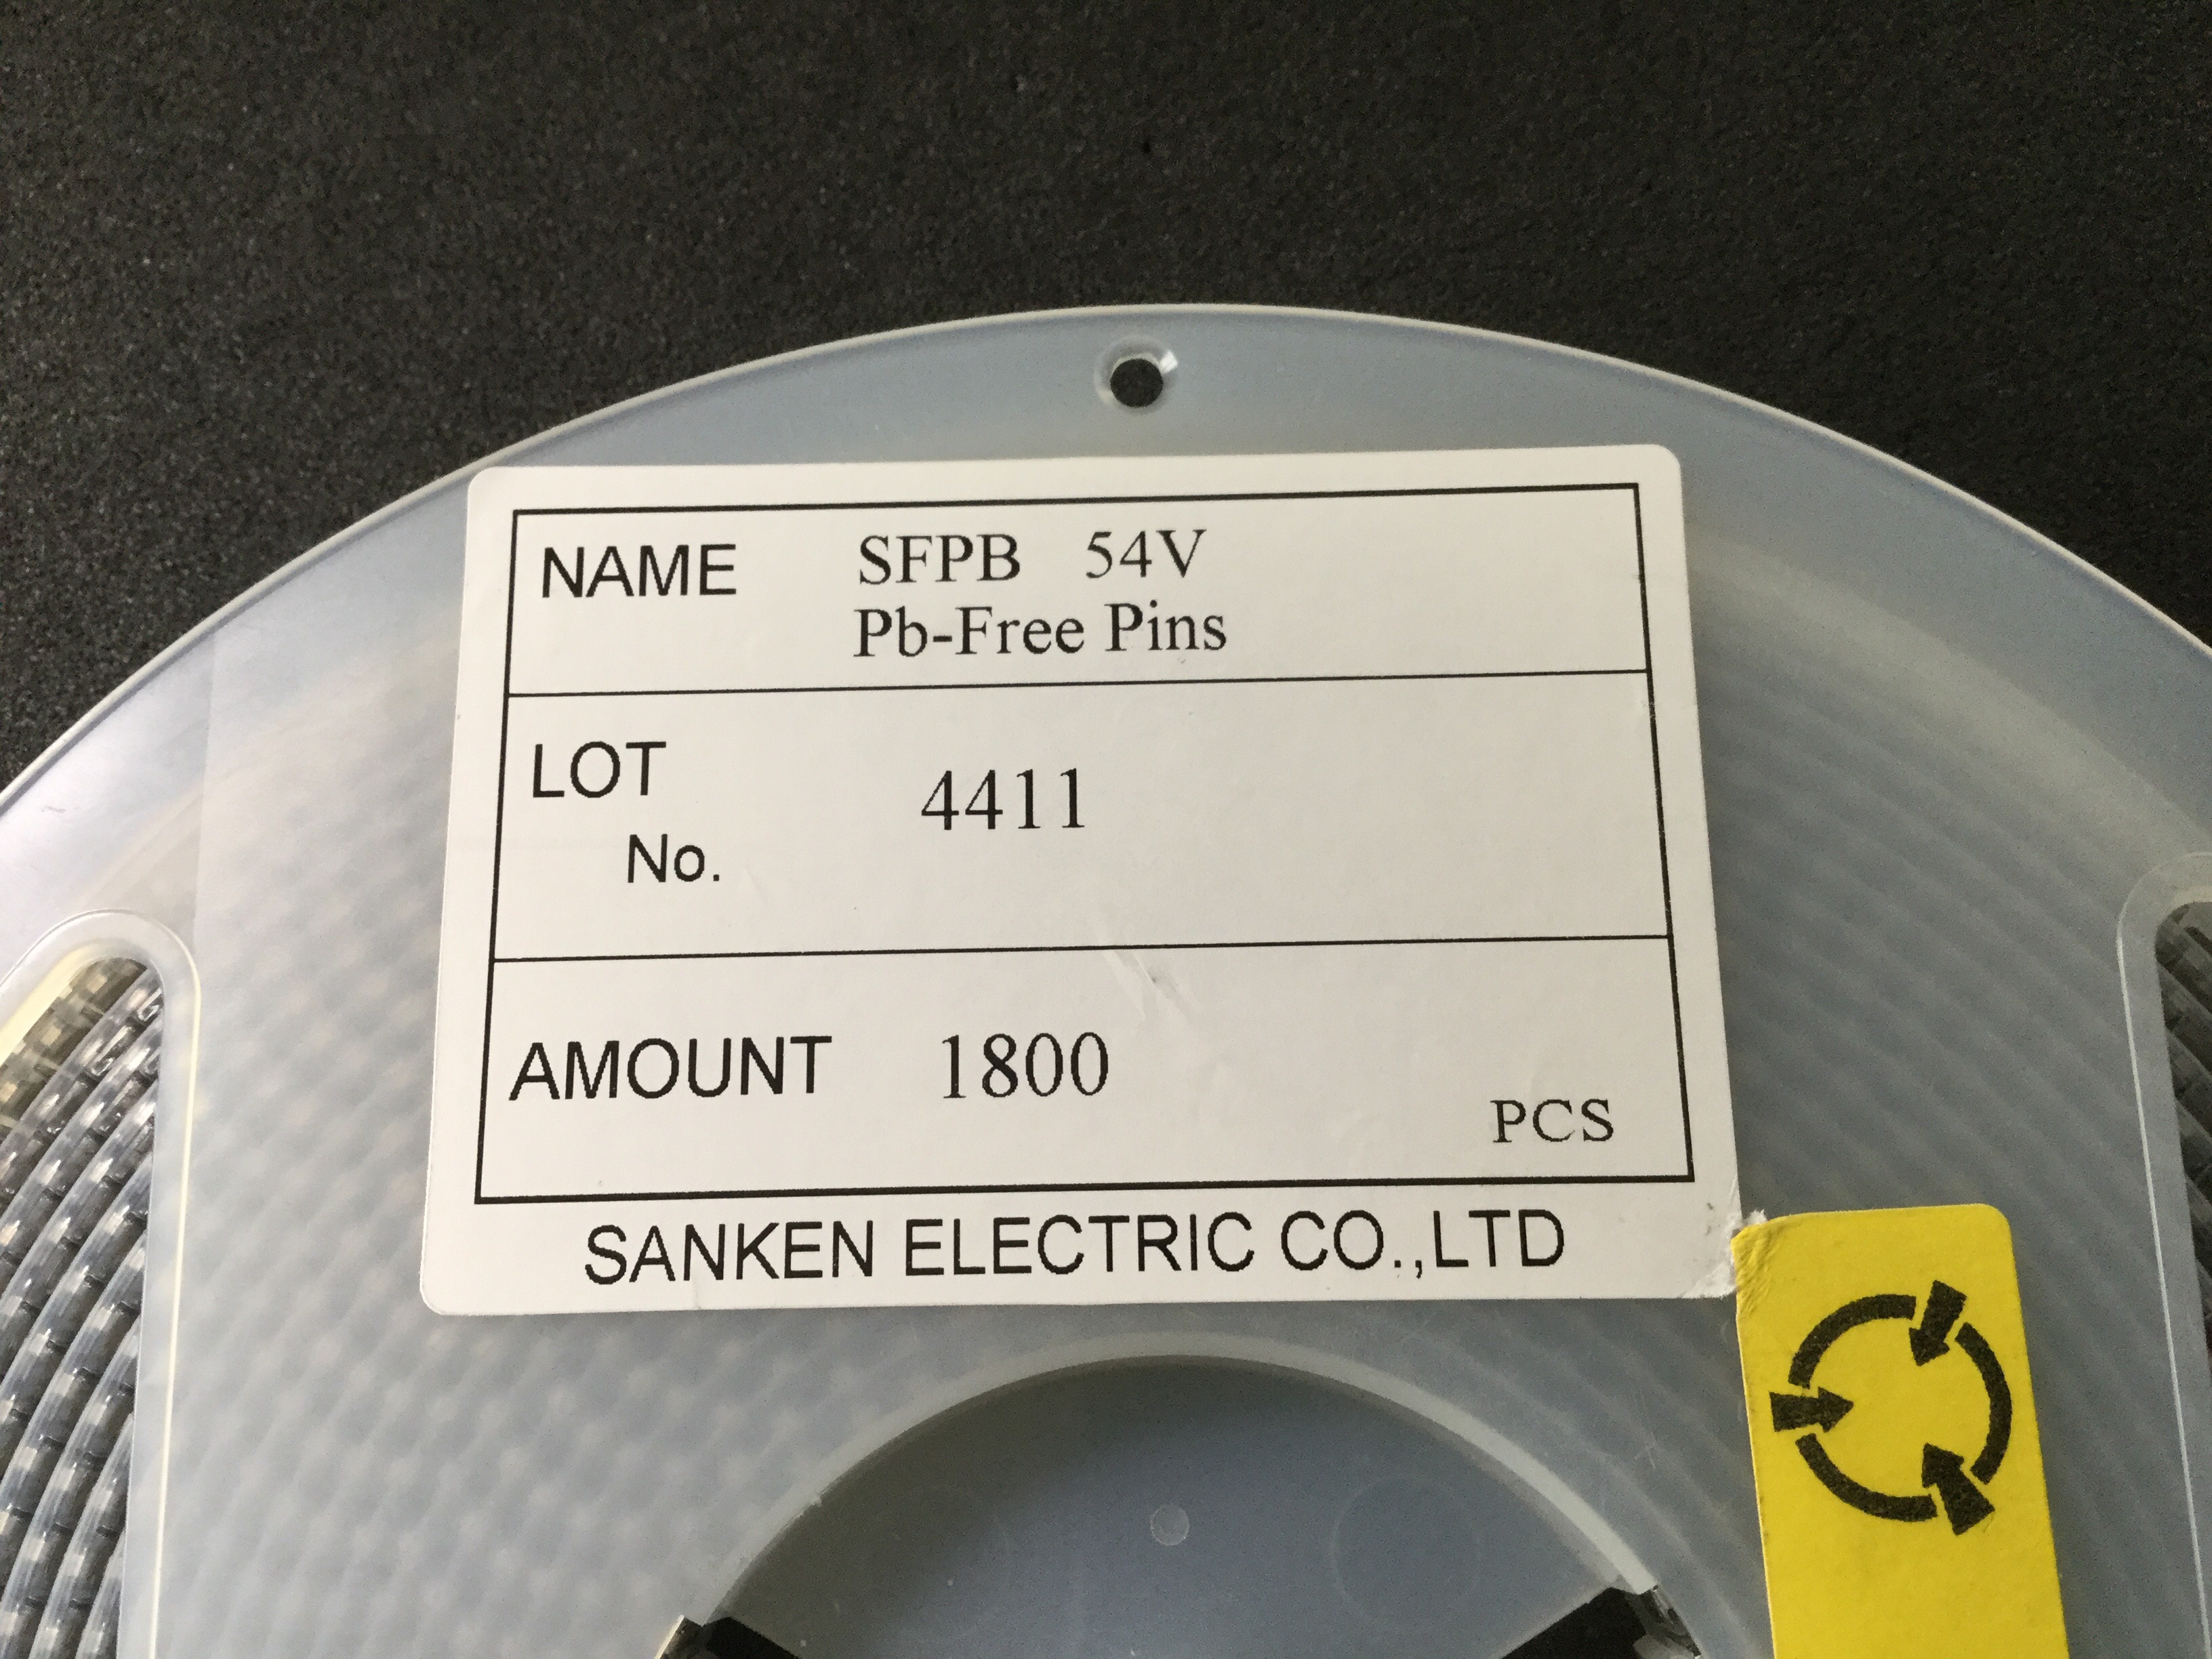 NAME SFPB 54V
Pb-Free Pins
LOT
No. 4411
AMOUNT 1800 PCS
SANKEN ELECTRIC CO.,LTD